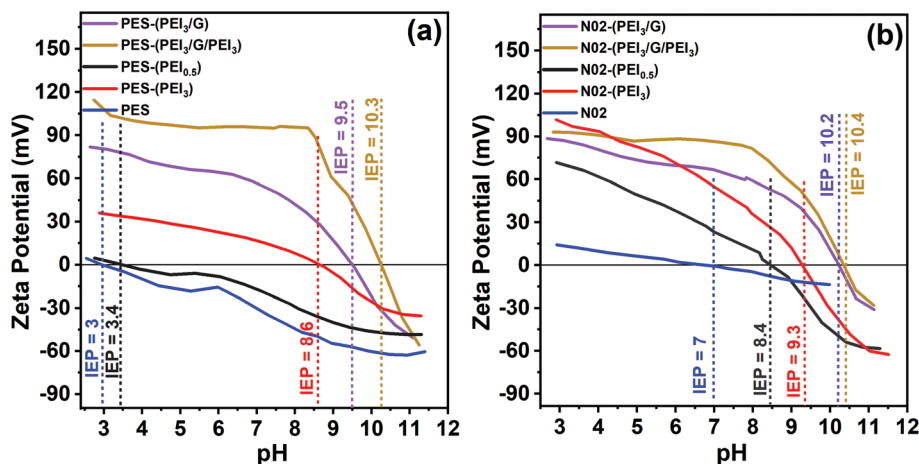 (a)
PES-(PEI₃/G)
PES-(PEI₃/G/PEI₃)
PES-(PEI₀.₅)
PES-(PEI₃)
PES
Zeta Potential (mV)
150
120
90
60
30
0
-30
-60
-90
IEP = 3
IEP = 3.4
IEP = 8.6
IEP = 9.5
IEP = 10.3
2 3 4 5 6 7 8 9 10 11 12
pH
(b)
N02-(PEI₃/G)
N02-(PEI₃/G/PEI₃)
N02-(PEI₀.₅)
N02-(PEI₃)
N02
Zeta Potential (mV)
150
120
90
60
30
0
-30
-60
-90
IEP = 7
IEP = 8.4
IEP = 9.3
IEP = 10.2
IEP = 10.4
2 3 4 5 6 7 8 9 10 11 12
pH